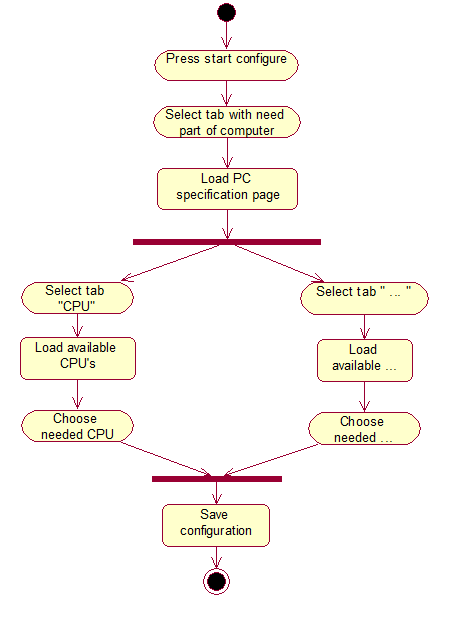 Press start configure
Select tab with need
part of computer
Load PC
specification page
Select tab
"CPU"
Load available
CPU's
Choose
needed CPU
Select tab " ... "
Load
available ...
Choose
needed ...
Save
configuration